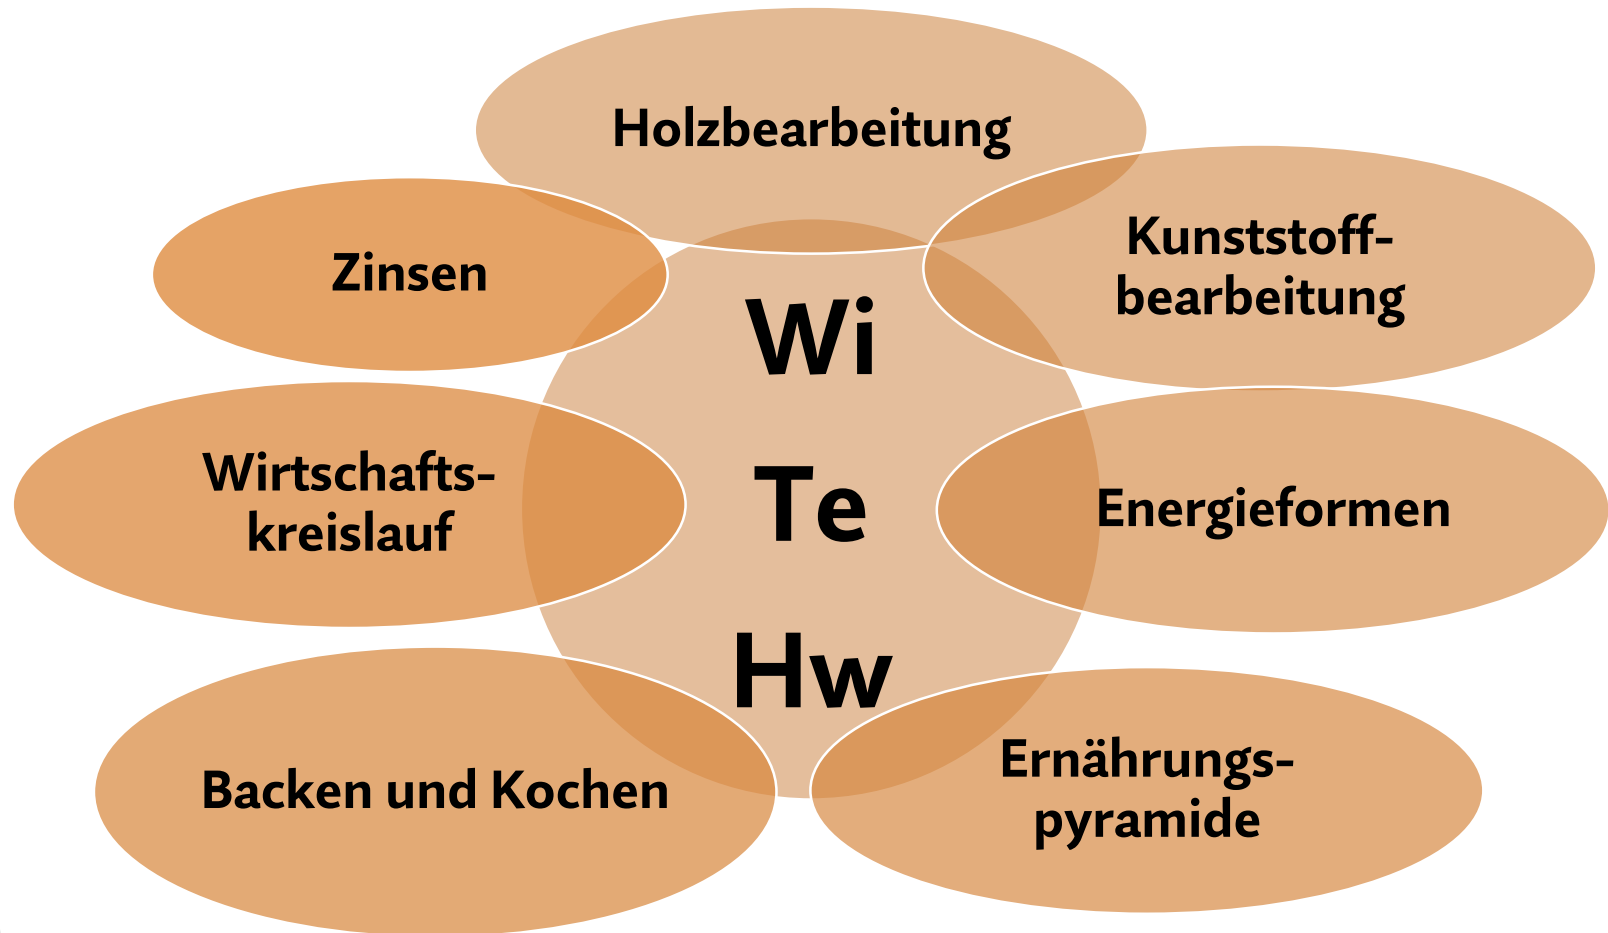 Holzbearbeitung
Kunststoff-
bearbeitung
Zinsen
Wi
Te
Hw
Wirtschafts-
kreislauf
Energieformen
Backen und Kochen
Ernährungs-
pyramide